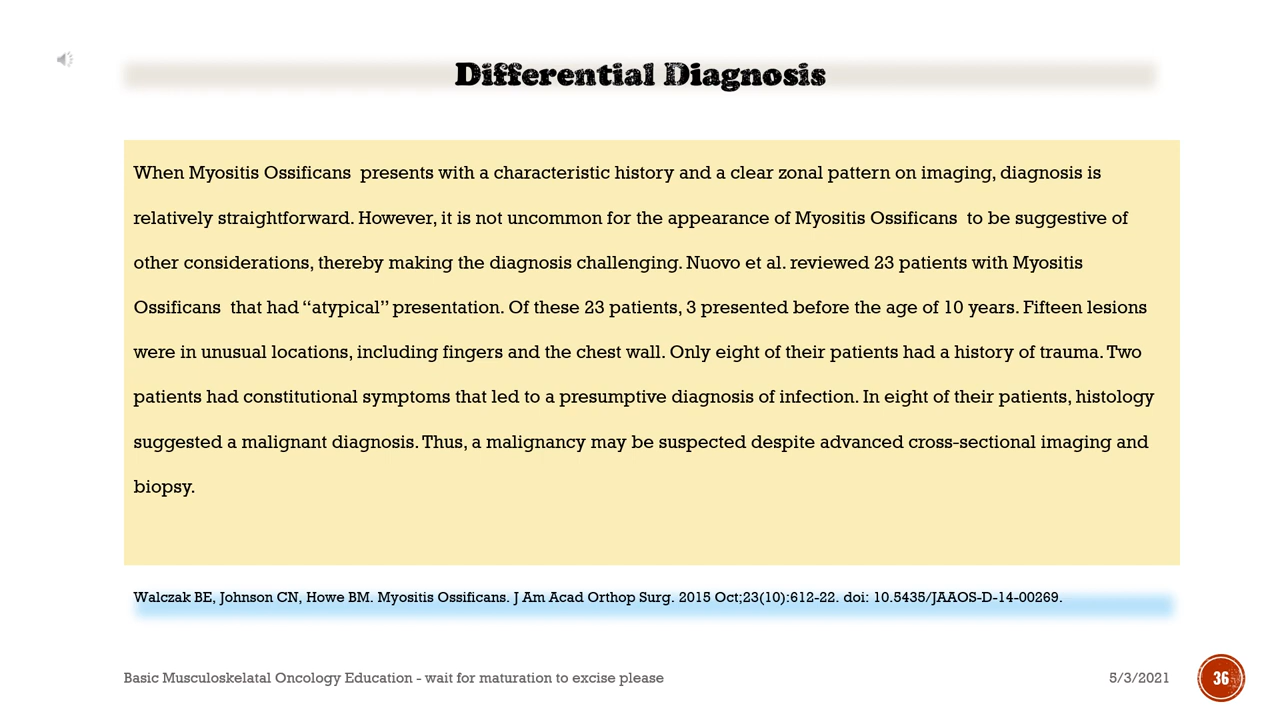 Differential Diagnosis
When Myositis Ossificans  presents with a characteristic history and a clear zonal pattern on imaging, diagnosis is
relatively straightforward. However, it is not uncommon for the appearance of Myositis Ossificans  to be suggestive of
other considerations, thereby making the diagnosis challenging. Nuovo et al. reviewed 23 patients with Myositis
Ossificans  that had “atypical” presentation. Of these 23 patients, 3 presented before the age of 10 years. Fifteen lesions
were in unusual locations, including fingers and the chest wall. Only eight of their patients had a history of trauma. Two
patients had constitutional symptoms that led to a presumptive diagnosis of infection. In eight of their patients, histology
suggested a malignant diagnosis. Thus, a malignancy may be suspected despite advanced cross-sectional imaging and
biopsy.
Walczak BE, Johnson CN, Howe BM. Myositis Ossificans. J Am Acad Orthop Surg. 2015 Oct;23(10):612-22. doi: 10.5435/JAAOS-D-14-00269.
Basic Musculoskelatal Oncology Education - wait for maturation to excise please
5/3/2021
36